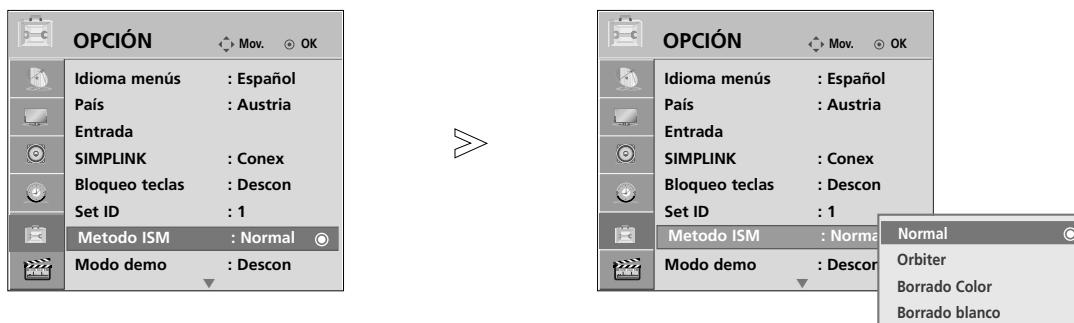 OPCIÓN Mov. OK
Idioma menús : Español
País : Austria
Entrada
SIMPLINK : Conex
Bloqueo teclas : Descon
Set ID : 1
Metodo ISM : Normal
Modo demo : Descon
OPCIÓN Mov. OK
Idioma menús : Español
País : Austria
Entrada
SIMPLINK : Conex
Bloqueo teclas : Descon
Set ID : 1
Metodo ISM : Norma
Modo demo : Descon
Normal
Orbiter
Borrado Color
Borrado blanco